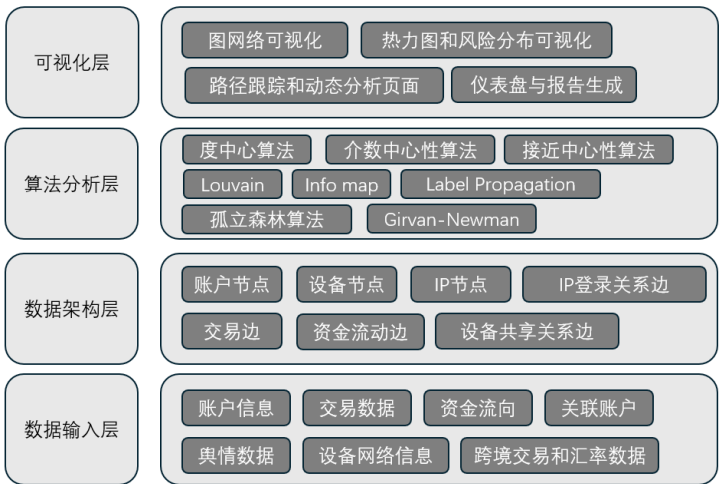 可视化层
图网络可视化 热力图和风险分布可视化
路径跟踪和动态分析页面 仪表盘与报告生成
算法分析层
度中心算法 介数中心性算法 接近中心性算法
Louvain Info map Label Propagation
孤立森林算法 Girvan-Newman
数据架构层
账户节点 设备节点 IP节点 IP登录关系边
交易边 资金流动边 设备共享关系边
数据输入层
账户信息 交易数据 资金流向 关联账户
舆情数据 设备网络信息 跨境交易和汇率数据